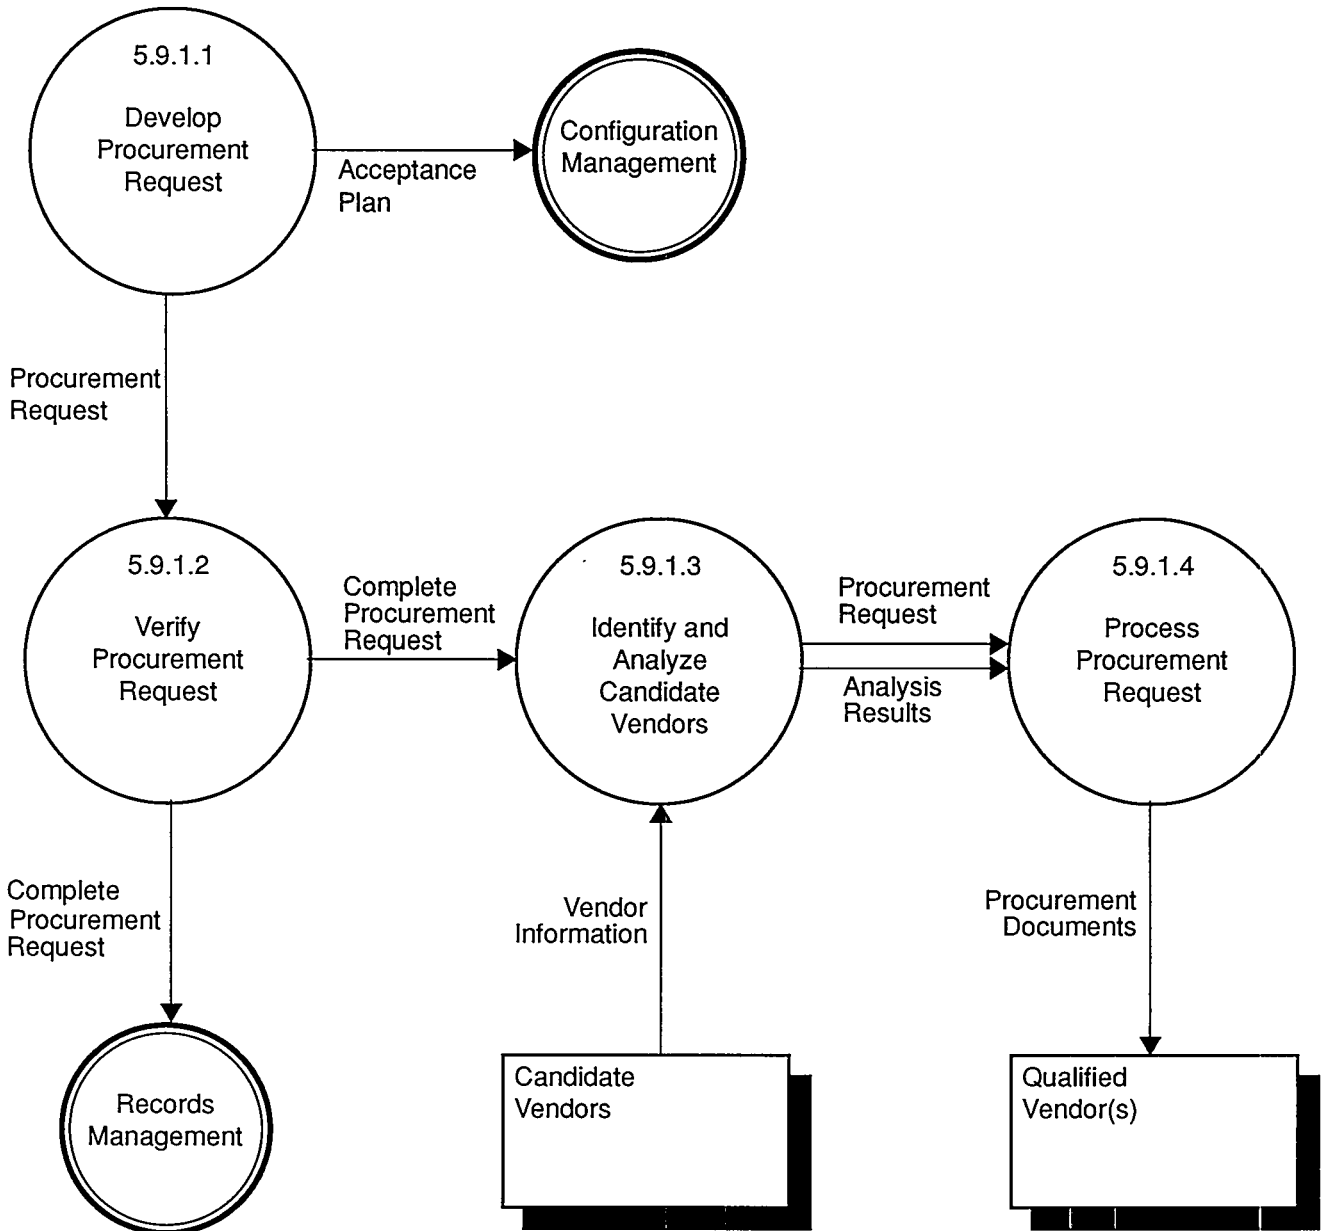 5.9.1.1
Develop
Procurement
Request
Acceptance
Plan
Configuration
Management
Procurement
Request
5.9.1.2
Verify
Procurement
Request
Complete
Procurement
Request
5.9.1.3
Identify and
Analyze
Candidate
Vendors
Procurement
Request
Analysis
Results
5.9.1.4
Process
Procurement
Request
Complete
Procurement
Request
Vendor
Information
Procurement
Documents
Records
Management
Candidate
Vendors
Qualified
Vendor(s)